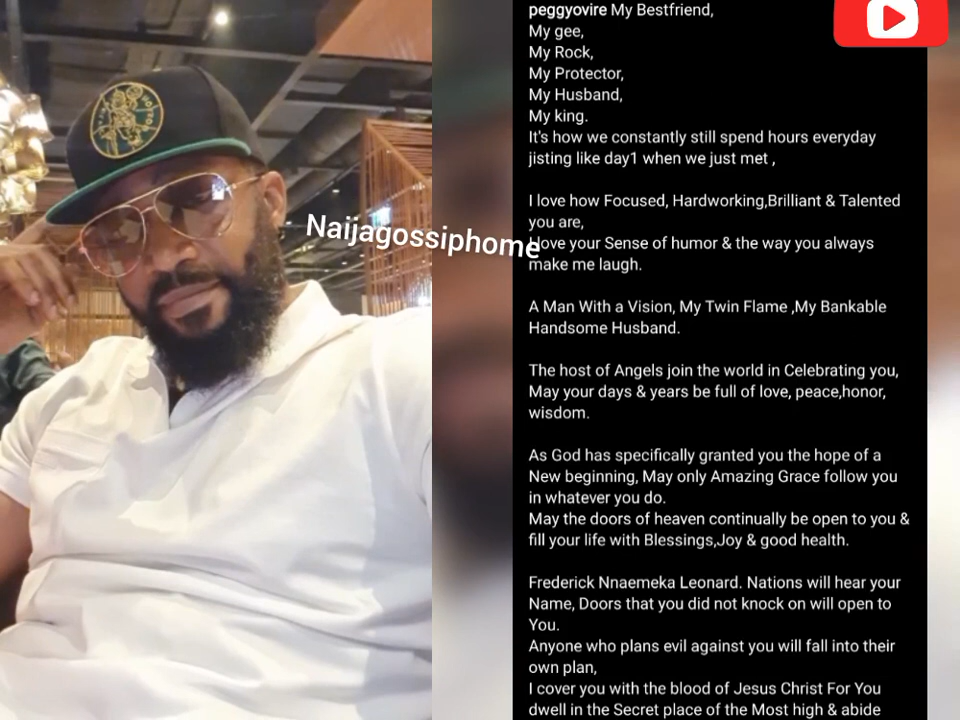 Naijagossiphome
peggyovire My Bestfriend,
My gee,
My Rock,
My Protector,
My Husband,
My king.
It's how we constantly still spend hours everyday
jisting like day1 when we just met ,
I love how Focused, Hardworking,Brilliant & Talented
you are,
Love your Sense of humor & the way you always
make me laugh.
A Man With a Vision, My Twin Flame ,My Bankable
Handsome Husband.
The host of Angels join the world in Celebrating you,
May your days & years be full of love, peace,honor,
wisdom.
As God has specifically granted you the hope of a
New beginning, May only Amazing Grace follow you
in whatever you do.
May the doors of heaven continually be open to you &
fill your life with Blessings,Joy & good health.
Frederick Nnaemeka Leonard. Nations will hear your
Name, Doors that you did not knock on will open to
You.
Anyone who plans evil against you will fall into their
own plan,
I cover you with the blood of Jesus Christ For You
dwell in the Secret place of the Most high & abide